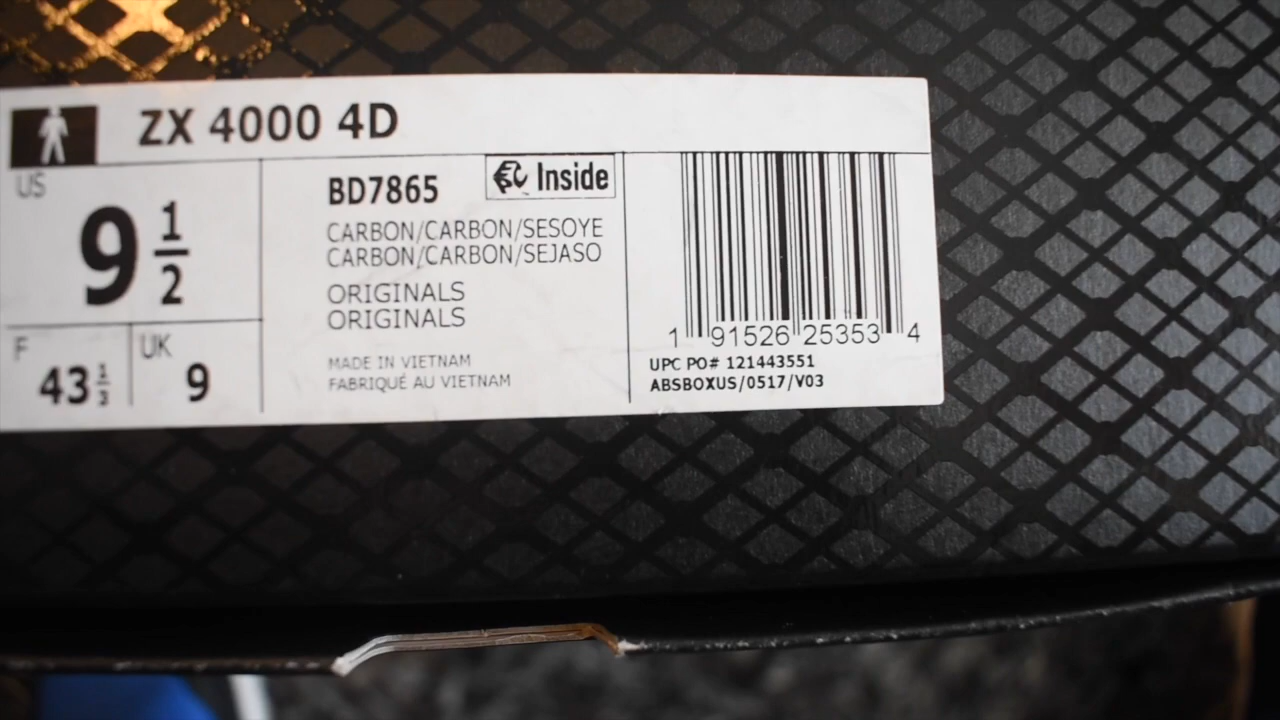 ZX 4000 4D
US
9 1/2
F
43 1/3
UK
9
BD7865
Inside
CARBON/CARBON/SESOYE
CARBON/CARBON/SEJASO
ORIGINALS
ORIGINALS
MADE IN VIETNAM
FABRIQUÉ AU VIETNAM
1 91526 25353 4
UPC PO# 121443551
ABSBOXUS/0517/V03